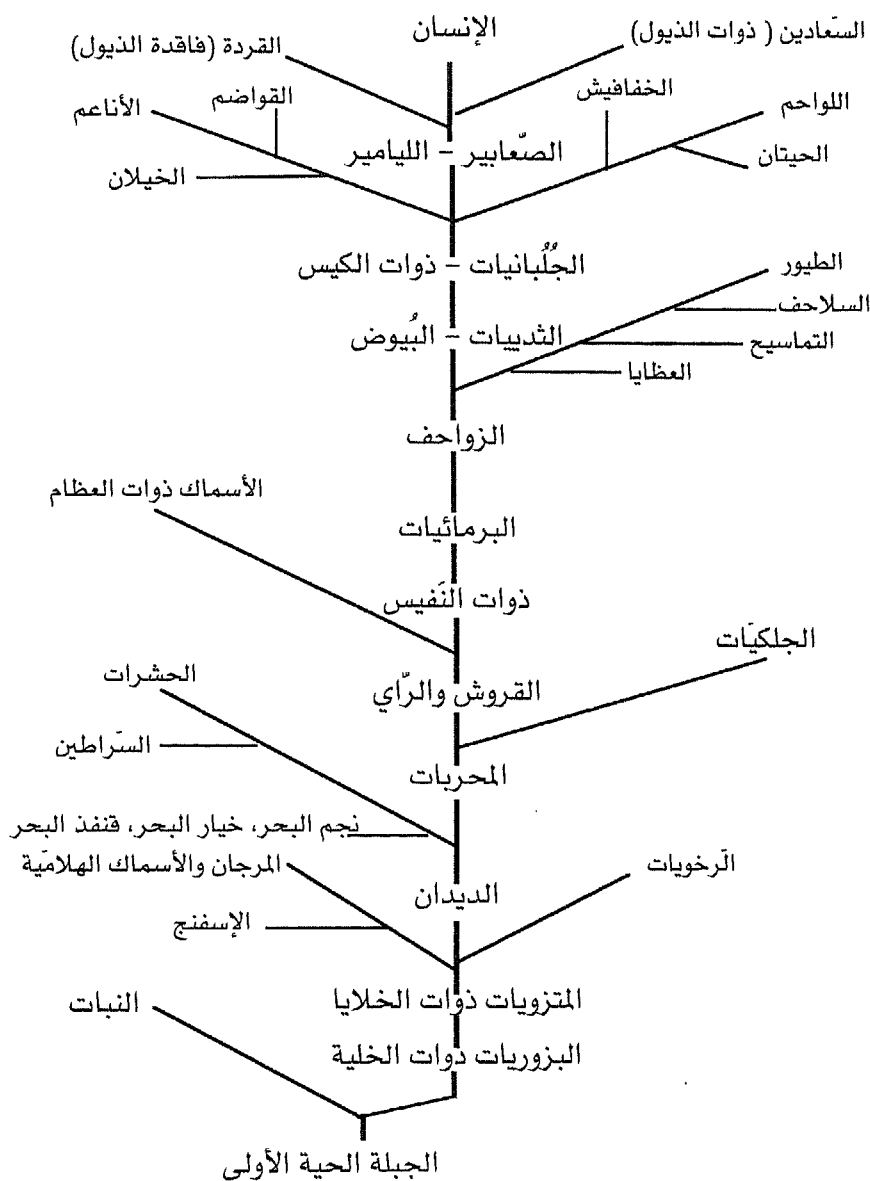 الإنسان
السّعادين ( ذوات الذيول)
القردة (فاقدة الذيول)
الخفافيش
القواضم
اللواحم
الأناعم
الصّعابير – الليامير
الحيتان
الخيلان
الجُلُبانيات – ذوات الكيس
الطيور
السلاحف
الثدييات – البُيوض
التماسيح
العظايا
الزواحف
الأسماك ذوات العظام
البرمائيات
ذوات النَفيس
الجلكيّات
الحشرات
القروش والرّاي
السّراطين
المحربات
نجم البحر، خيار البحر، قنفذ البحر
الّرخويات
المرجان والأسماك الهلاميّة
الديدان
الإسفنج
المتزويات ذوات الخلايا
النبات
البزوريات ذوات الخلية
الجبلة الحية الأولى